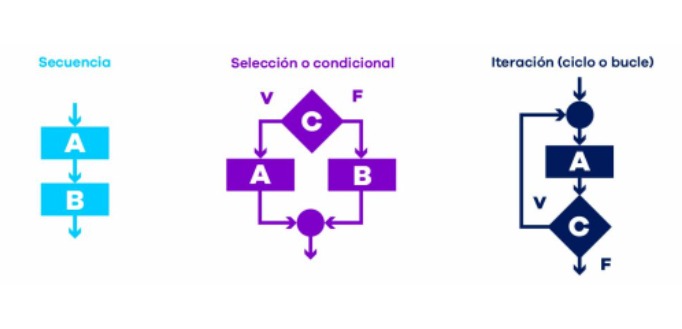 Secuencia
A
B
Selección o condicional
V
F
C
A
B
Iteración (ciclo o bucle)
A
V
C
F